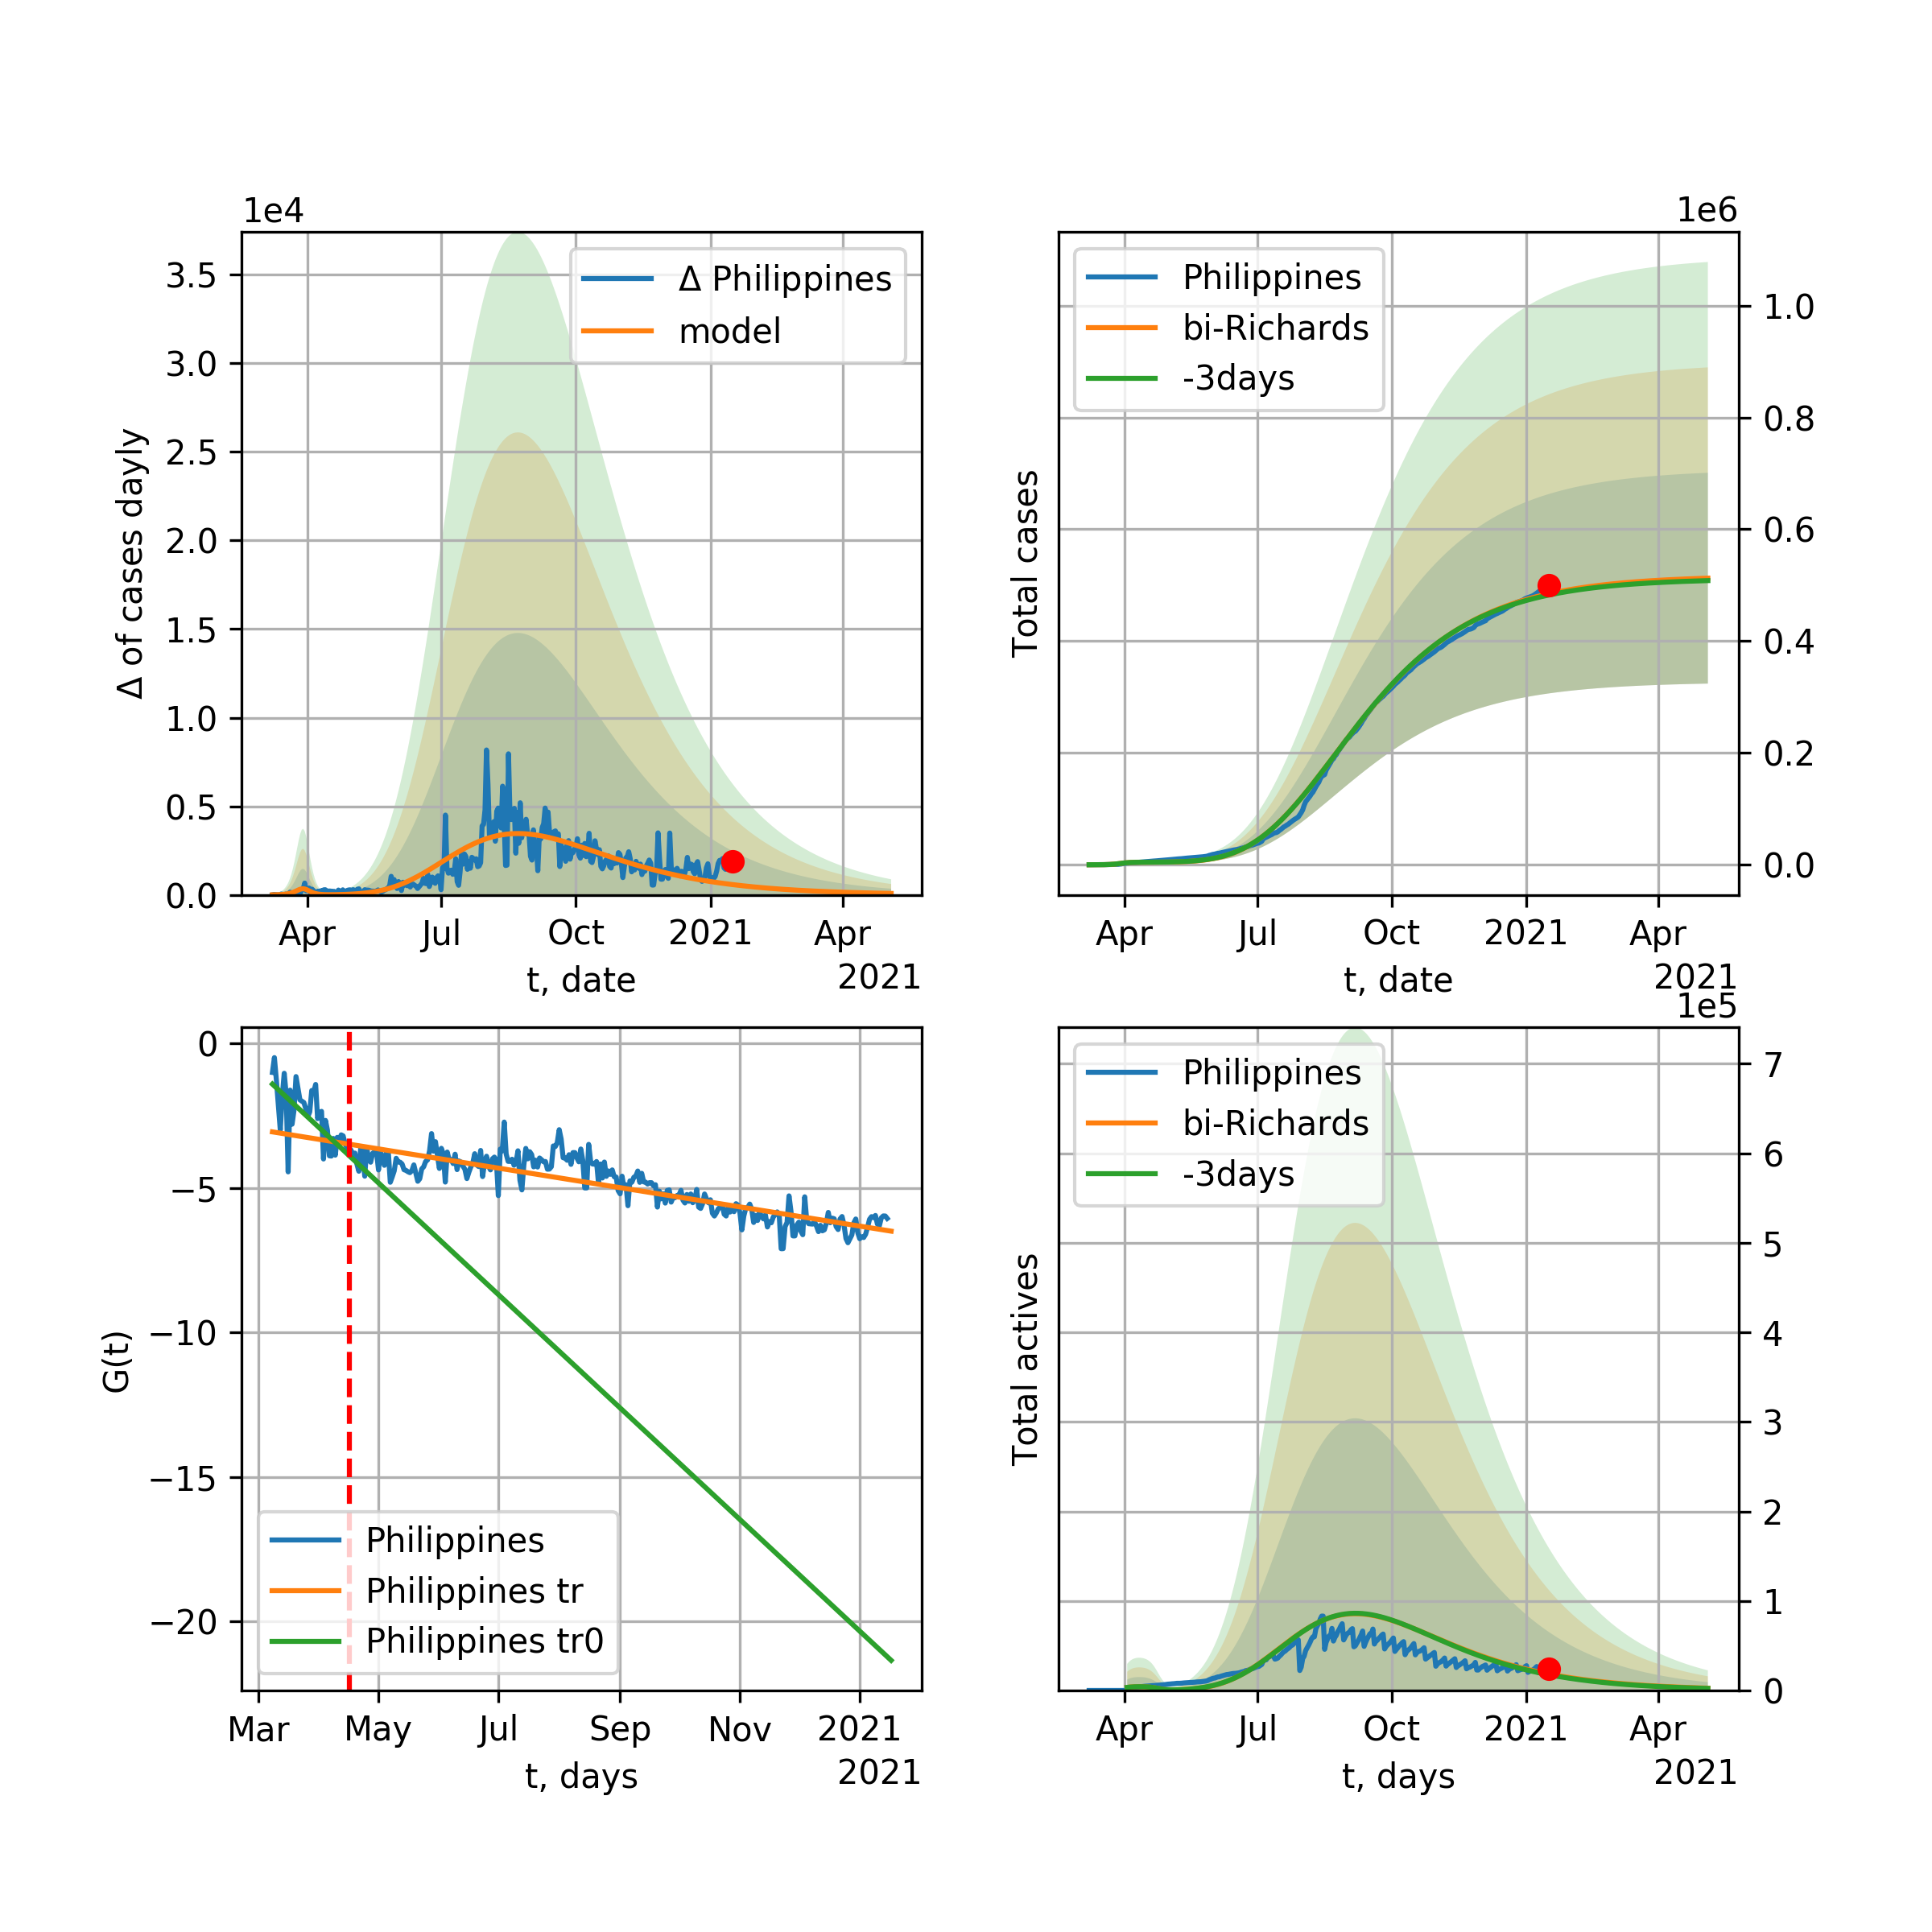 1e4
3.5
3.0
2.5
2.0
1.5
1.0
0.5
0.0
Δ of cases dayly
Δ Philippines
model
Apr Jul Oct 2021 Apr
2021
t, date
1e6
1.0
0.8
0.6
0.4
0.2
0.0
Total cases
Philippines
bi-Richards
-3days
Apr Jul Oct 2021 Apr
2021
t, date
0
−5
−10
−15
−20
G(t)
Philippines
Philippines tr
Philippines tr0
Mar May Jul Sep Nov 2021
2021
t, days
1e5
7
6
5
4
3
2
1
0
Total actives
Philippines
bi-Richards
-3days
Apr Jul Oct 2021 Apr
2021
t, days